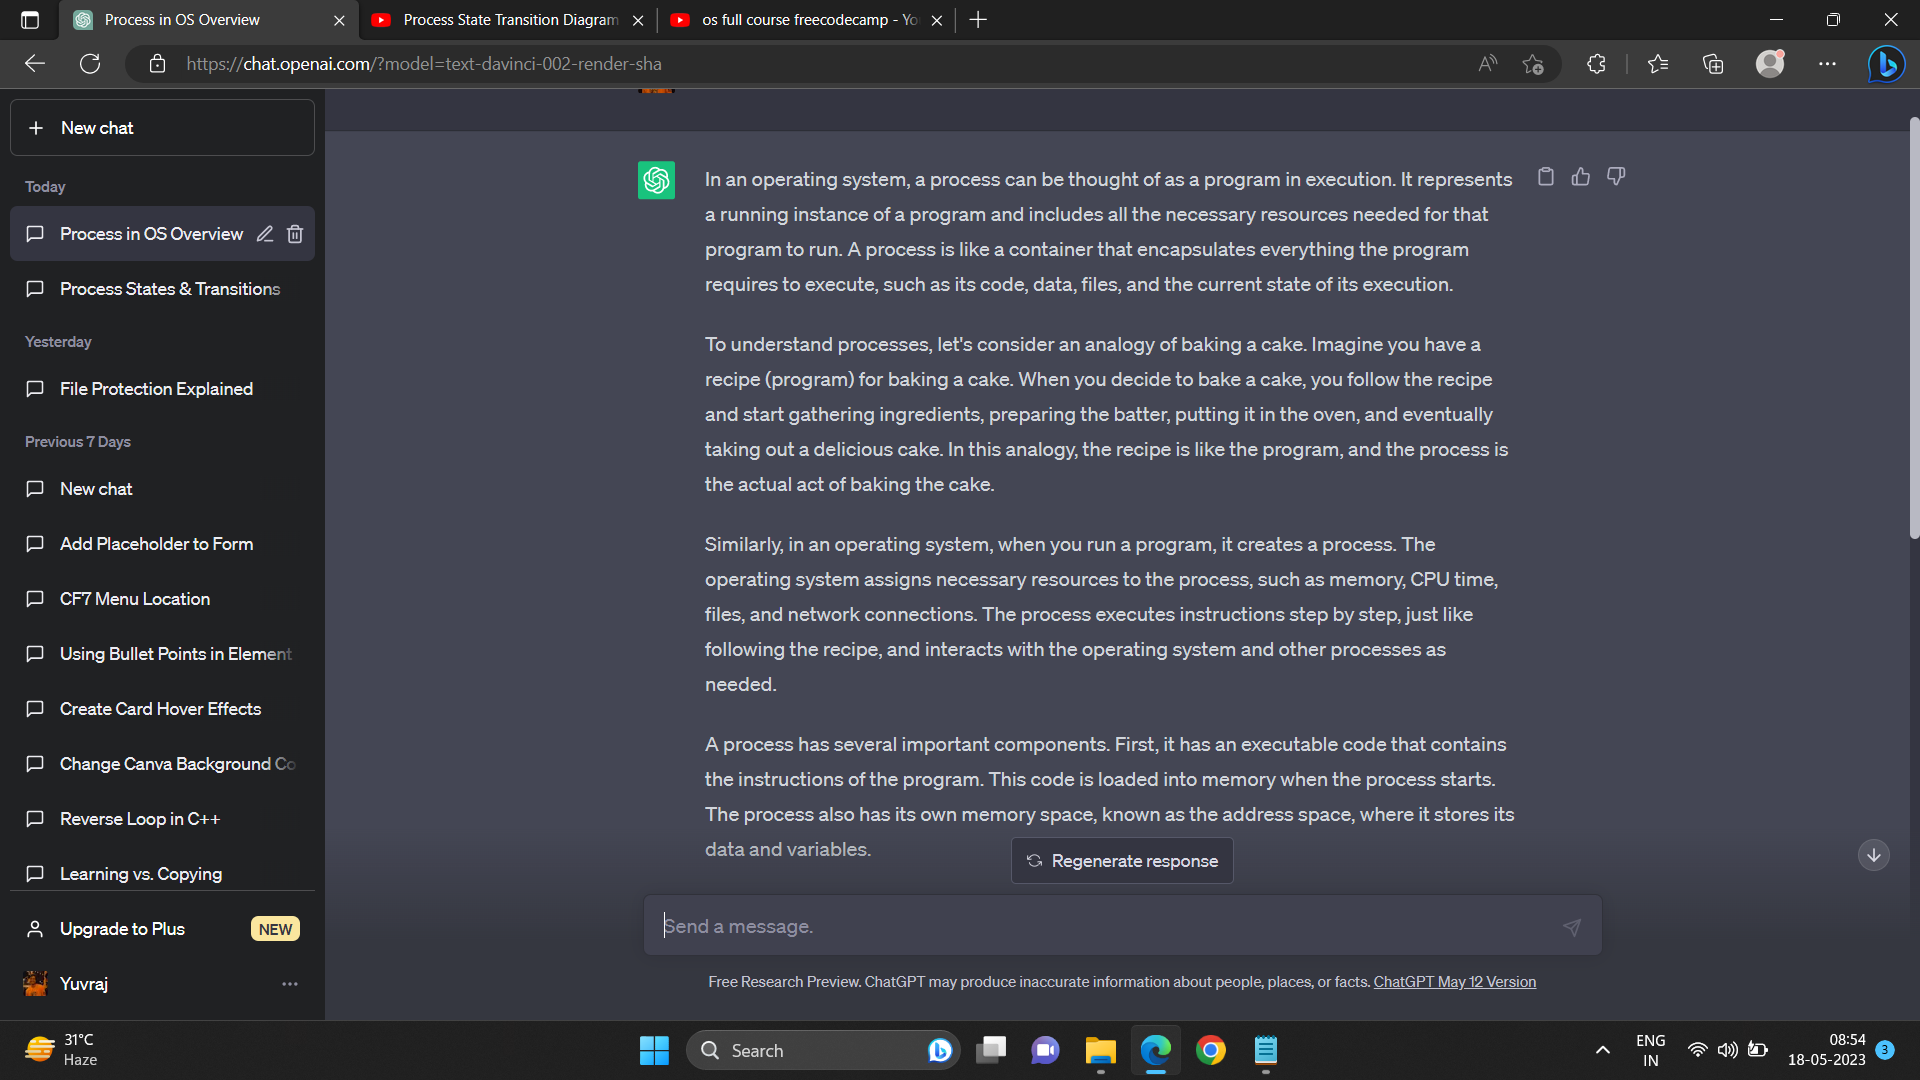 Process in OS Overview
Process State Transition Diagram
os full course freecodecamp - Yo
https://chat.openai.com/?model=text-davinci-002-render-sha
New chat
Today
Process in OS Overview
Process States & Transitions
Yesterday
File Protection Explained
Previous 7 Days
New chat
Add Placeholder to Form
CF7 Menu Location
Using Bullet Points in Element
Create Card Hover Effects
Change Canva Background Co
Reverse Loop in C++
Learning vs. Copying
Upgrade to Plus
NEW
Yuvraj
In an operating system, a process can be thought of as a program in execution. It represents
a running instance of a program and includes all the necessary resources needed for that
program to run. A process is like a container that encapsulates everything the program
requires to execute, such as its code, data, files, and the current state of its execution.
To understand processes, let's consider an analogy of baking a cake. Imagine you have a
recipe (program) for baking a cake. When you decide to bake a cake, you follow the recipe
and start gathering ingredients, preparing the batter, putting it in the oven, and eventually
taking out a delicious cake. In this analogy, the recipe is like the program, and the process is
the actual act of baking the cake.
Similarly, in an operating system, when you run a program, it creates a process. The
operating system assigns necessary resources to the process, such as memory, CPU time,
files, and network connections. The process executes instructions step by step, just like
following the recipe, and interacts with the operating system and other processes as
needed.
A process has several important components. First, it has an executable code that contains
the instructions of the program. This code is loaded into memory when the process starts.
The process also has its own memory space, known as the address space, where it stores its
data and variables.
Regenerate response
Send a message.
Free Research Preview. ChatGPT may produce inaccurate information about people, places, or facts. ChatGPT May 12 Version
31°C
Haze
Search
ENG
IN
08:54
18-05-2023
3